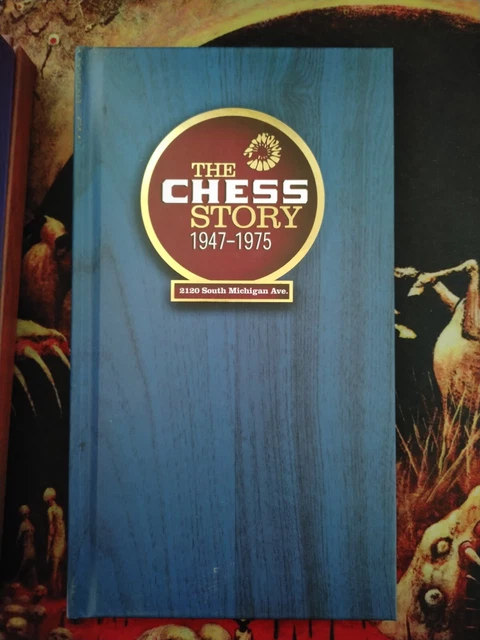 THE
CHESS
STORY
1947-1975
2120 South Michigan Ave.